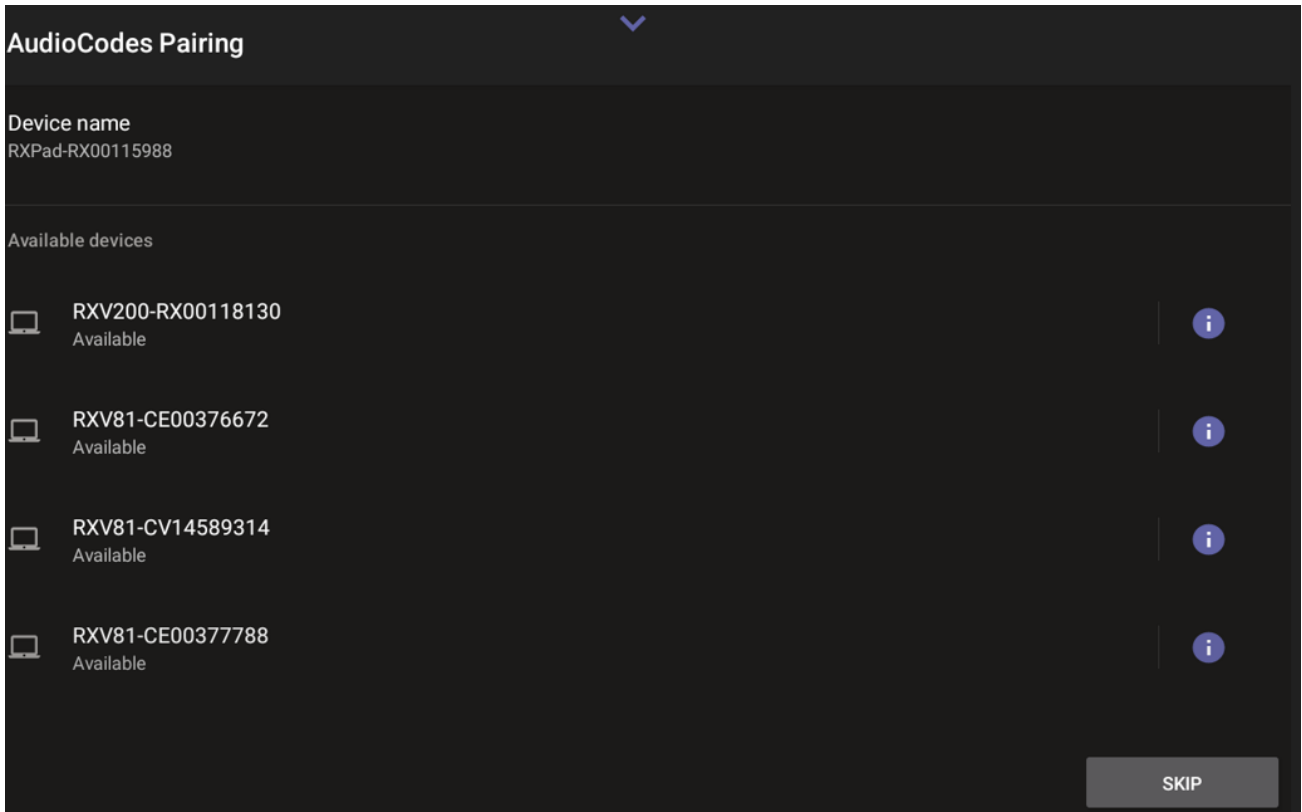 AudioCodes Pairing
Device name
RXPad-RX00115988
Available devices
RXV200-RX00118130
Available
RXV81-CE00376672
Available
RXV81-CV14589314
Available
RXV81-CE00377788
Available
SKIP